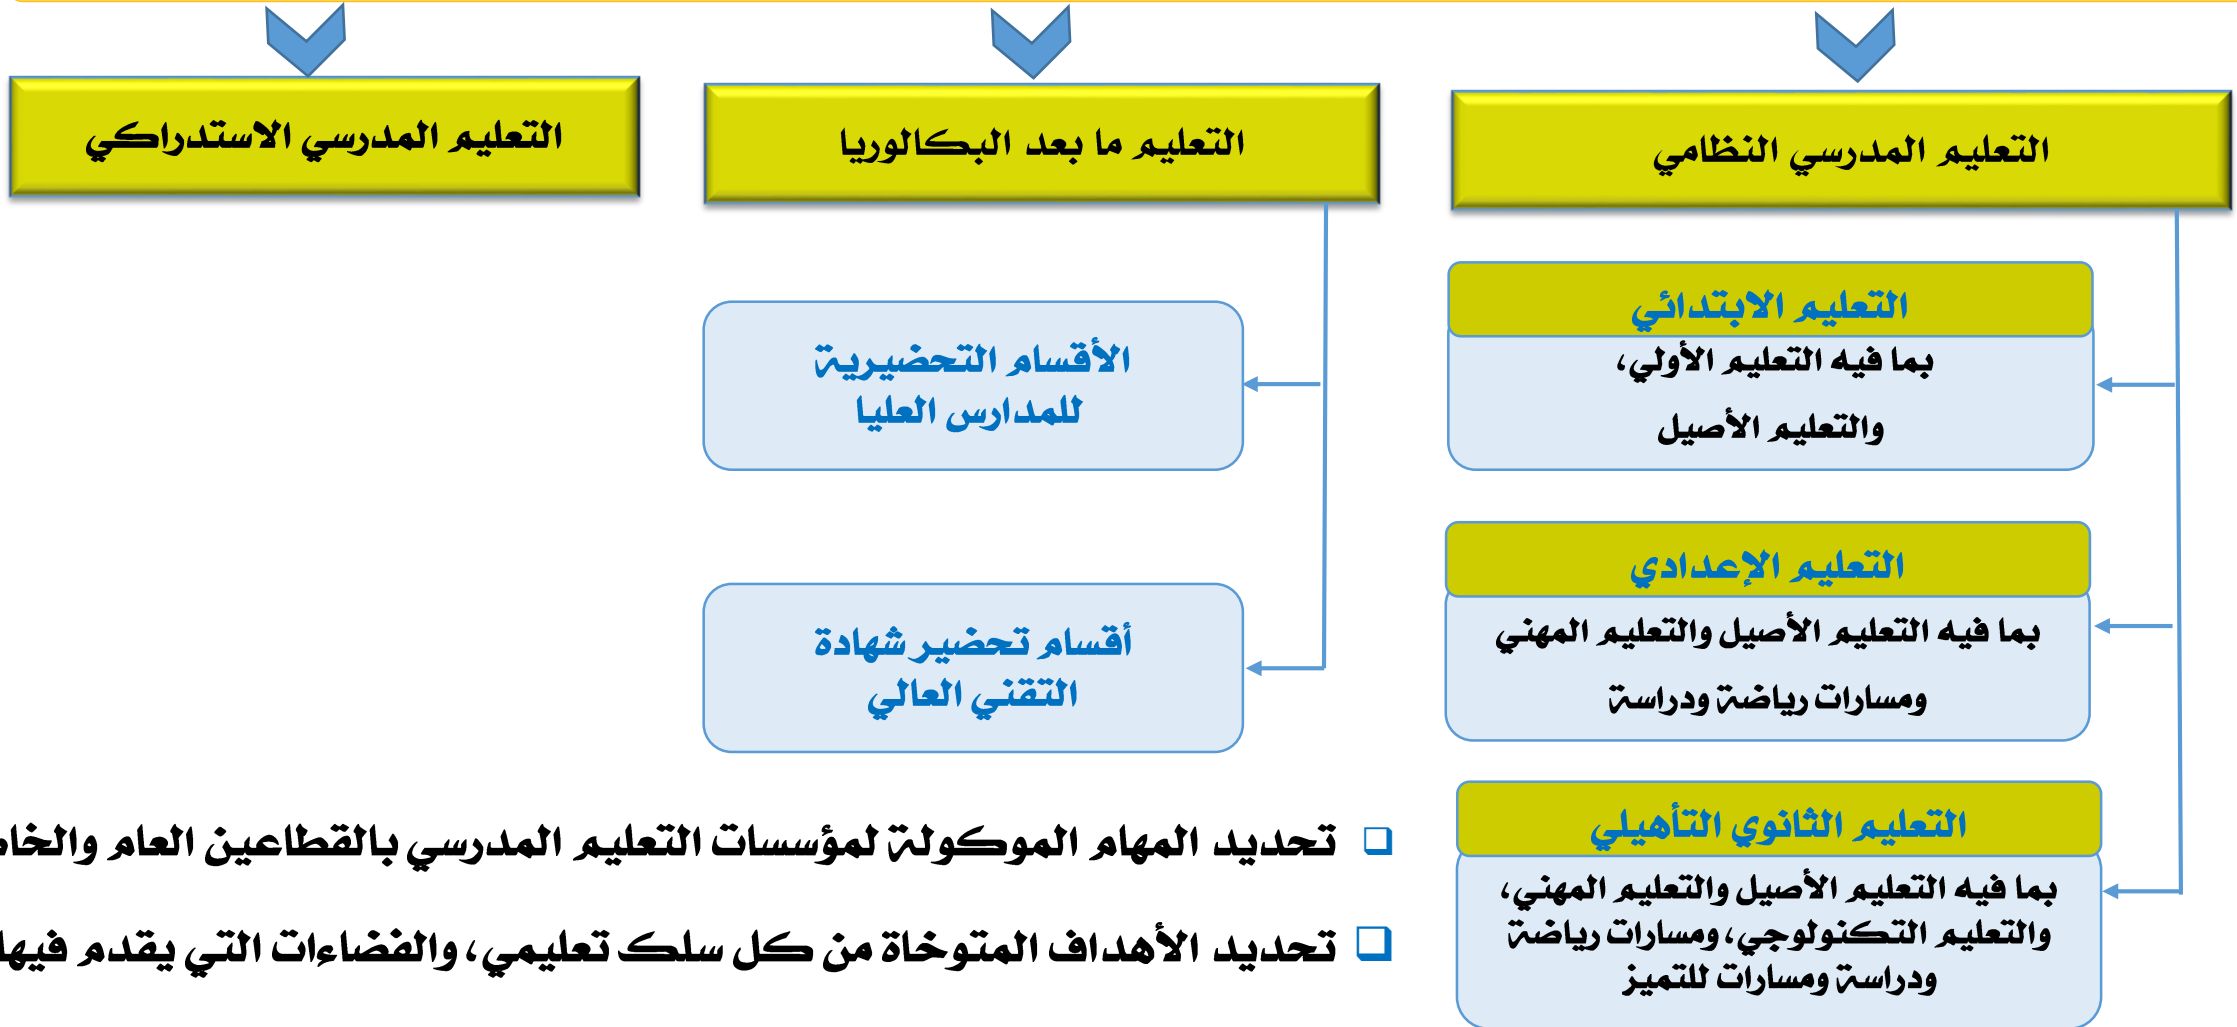 التعليم المدرسي النظامي
التعليم ما بعد البكالوريا
التعليم المدرسي الاستدراكي
التعليم الابتدائي
بما فيه التعليم الأولي،
والتعليم الأصيل
التعليم الإعدادي
بما فيه التعليم الأصيل والتعليم المهني
ومسارات رياضة ودراسة
التعليم الثانوي التأهيلي
بما فيه التعليم الأصيل والتعليم المهني،
والتعليم التكنولوجي، ومسارات رياضة
ودراسة ومسارات للتميز
الأقسام التحضيرية
للمدارس العليا
أقسام تحضير شهادة
التقني العالي
تحديد المهام الموكولة لمؤسسات التعليم المدرسي بالقطاعين العام
تحديد الأهداف المتوخاة من كل سلك تعليمي، والفضاءات التي يقدم فيها